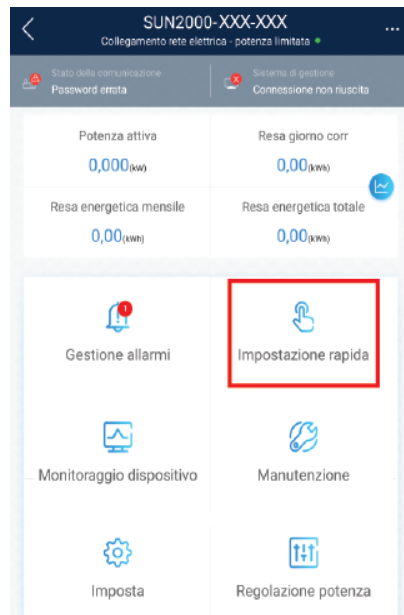 SUN2000-XXX-XXX
Collegamento rete elettrica - potenza limitata
Stato della comunicazione
Password errata
Sistema di gestione
Connessione non riuscita
Potenza attiva
0,000(kW)
Resa giorno corr
0,00(kWh)
Resa energetica mensile
0,00(kWh)
Resa energetica totale
0,00(kWh)
1
Gestione allarmi
Impostazione rapida
Monitoraggio dispositivo
Manutenzione
Imposta
Regolazione potenza